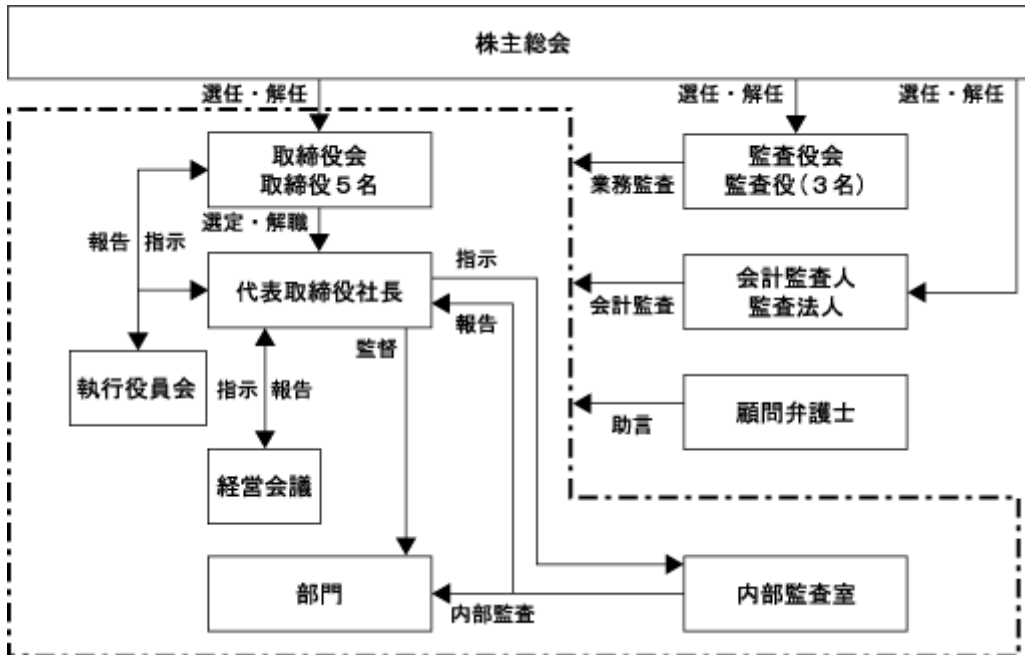 株主総会
選任・解任
選任・解任
選任・解任
取締役会
取締役５名
監査役会
監査役（３名）
業務監査
選定・解職
報告
指示
代表取締役社長
指示
報告
会計監査人
監査法人
会計監査
監督
執行役員会
指示
報告
顧問弁護士
助言
経営会議
部門
内部監査
内部監査室